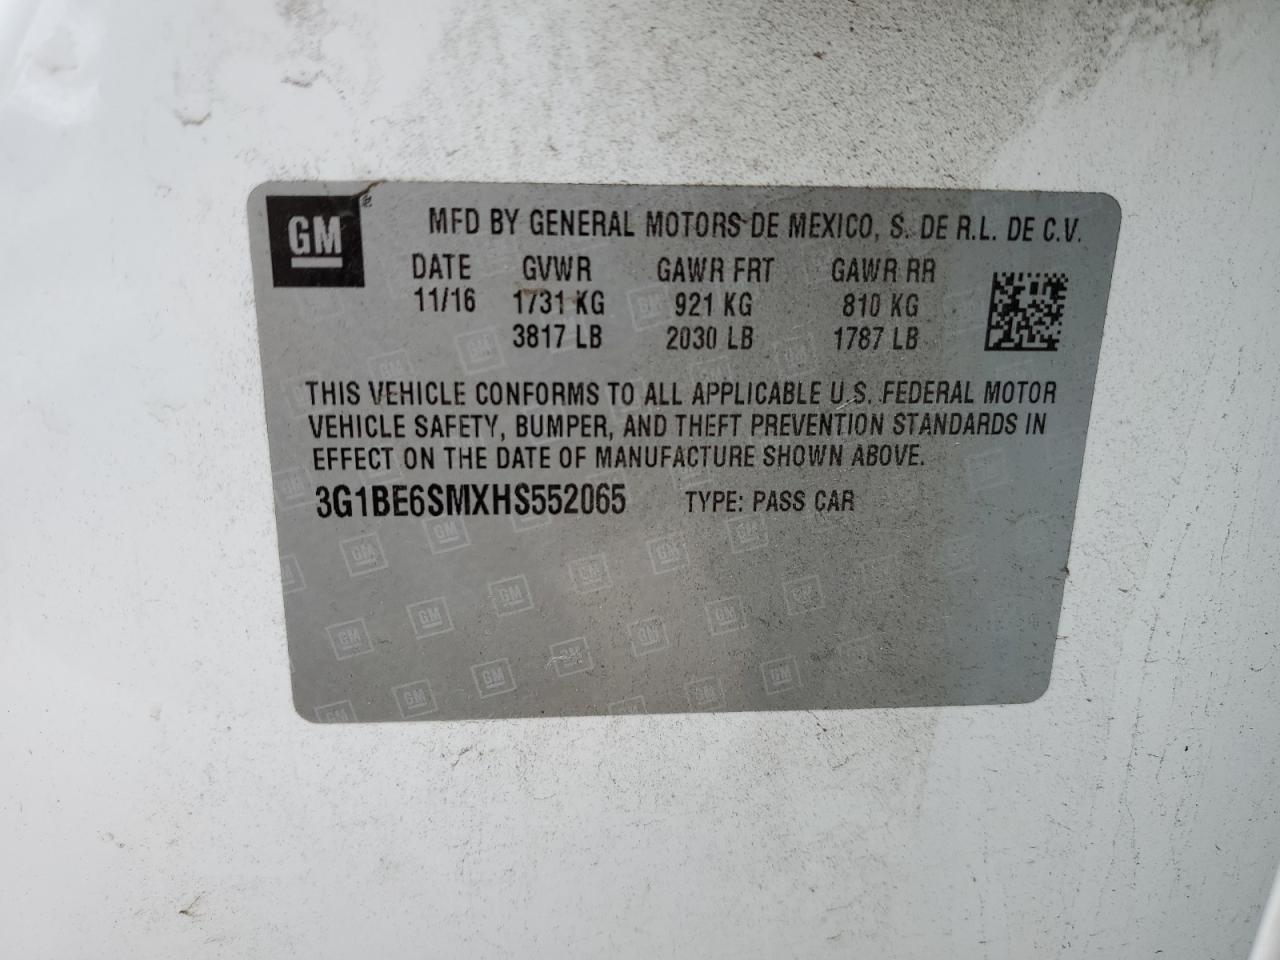 GM
MFD BY GENERAL MOTORS DE MEXICO, S. DE R.L. DE C.V.
DATE GVWR GAWR FRT GAWR RR
11/16 1731 KG 921 KG 810 KG
3817 LB 2030 LB 1787 LB
THIS VEHICLE CONFORMS TO ALL APPLICABLE U.S. FEDERAL MOTOR
VEHICLE SAFETY, BUMPER, AND THEFT PREVENTION STANDARDS IN
EFFECT ON THE DATE OF MANUFACTURE SHOWN ABOVE.
3G1BE6SMXHS552065 TYPE: PASS CAR